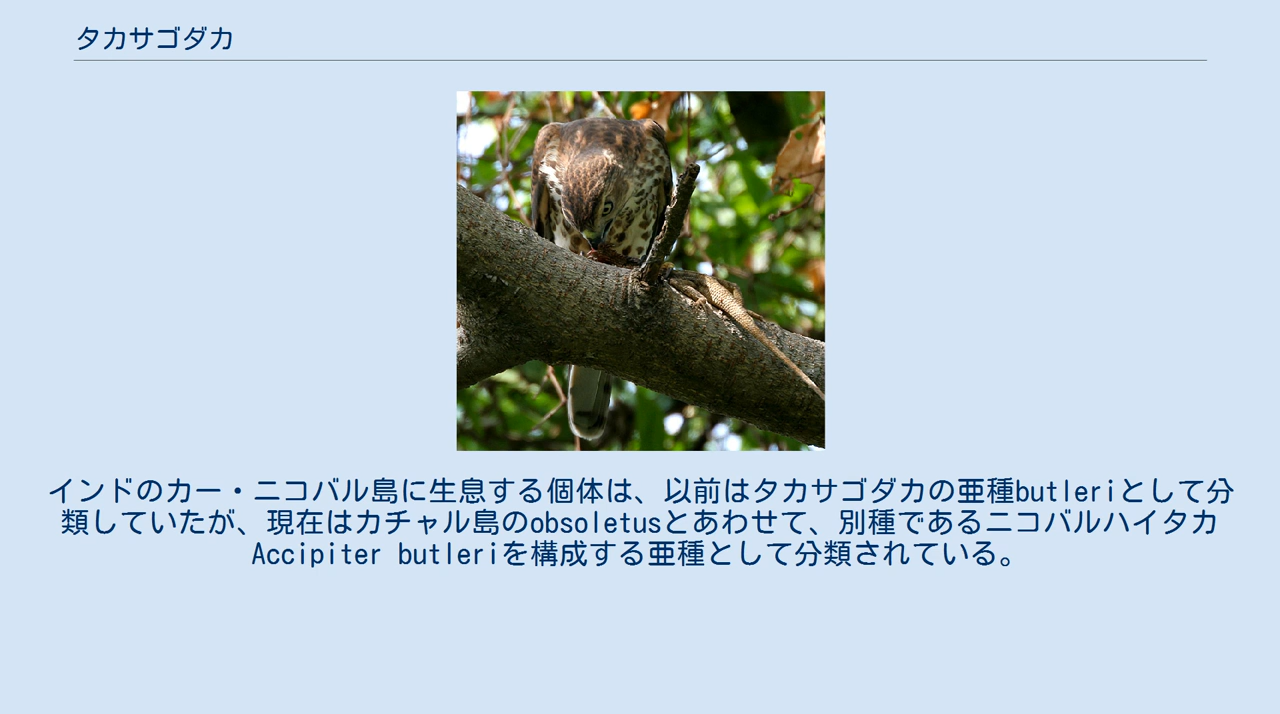 タカサゴダカ
インドのカー・ニコバル島に生息する個体は、以前はタカサゴダカの亜種butleriとして分
類していたが、現在はカチャル島のobsoletusとあわせて、別種であるニコバルハイタカ
Accipiter butleriを構成する亜種として分類されている。